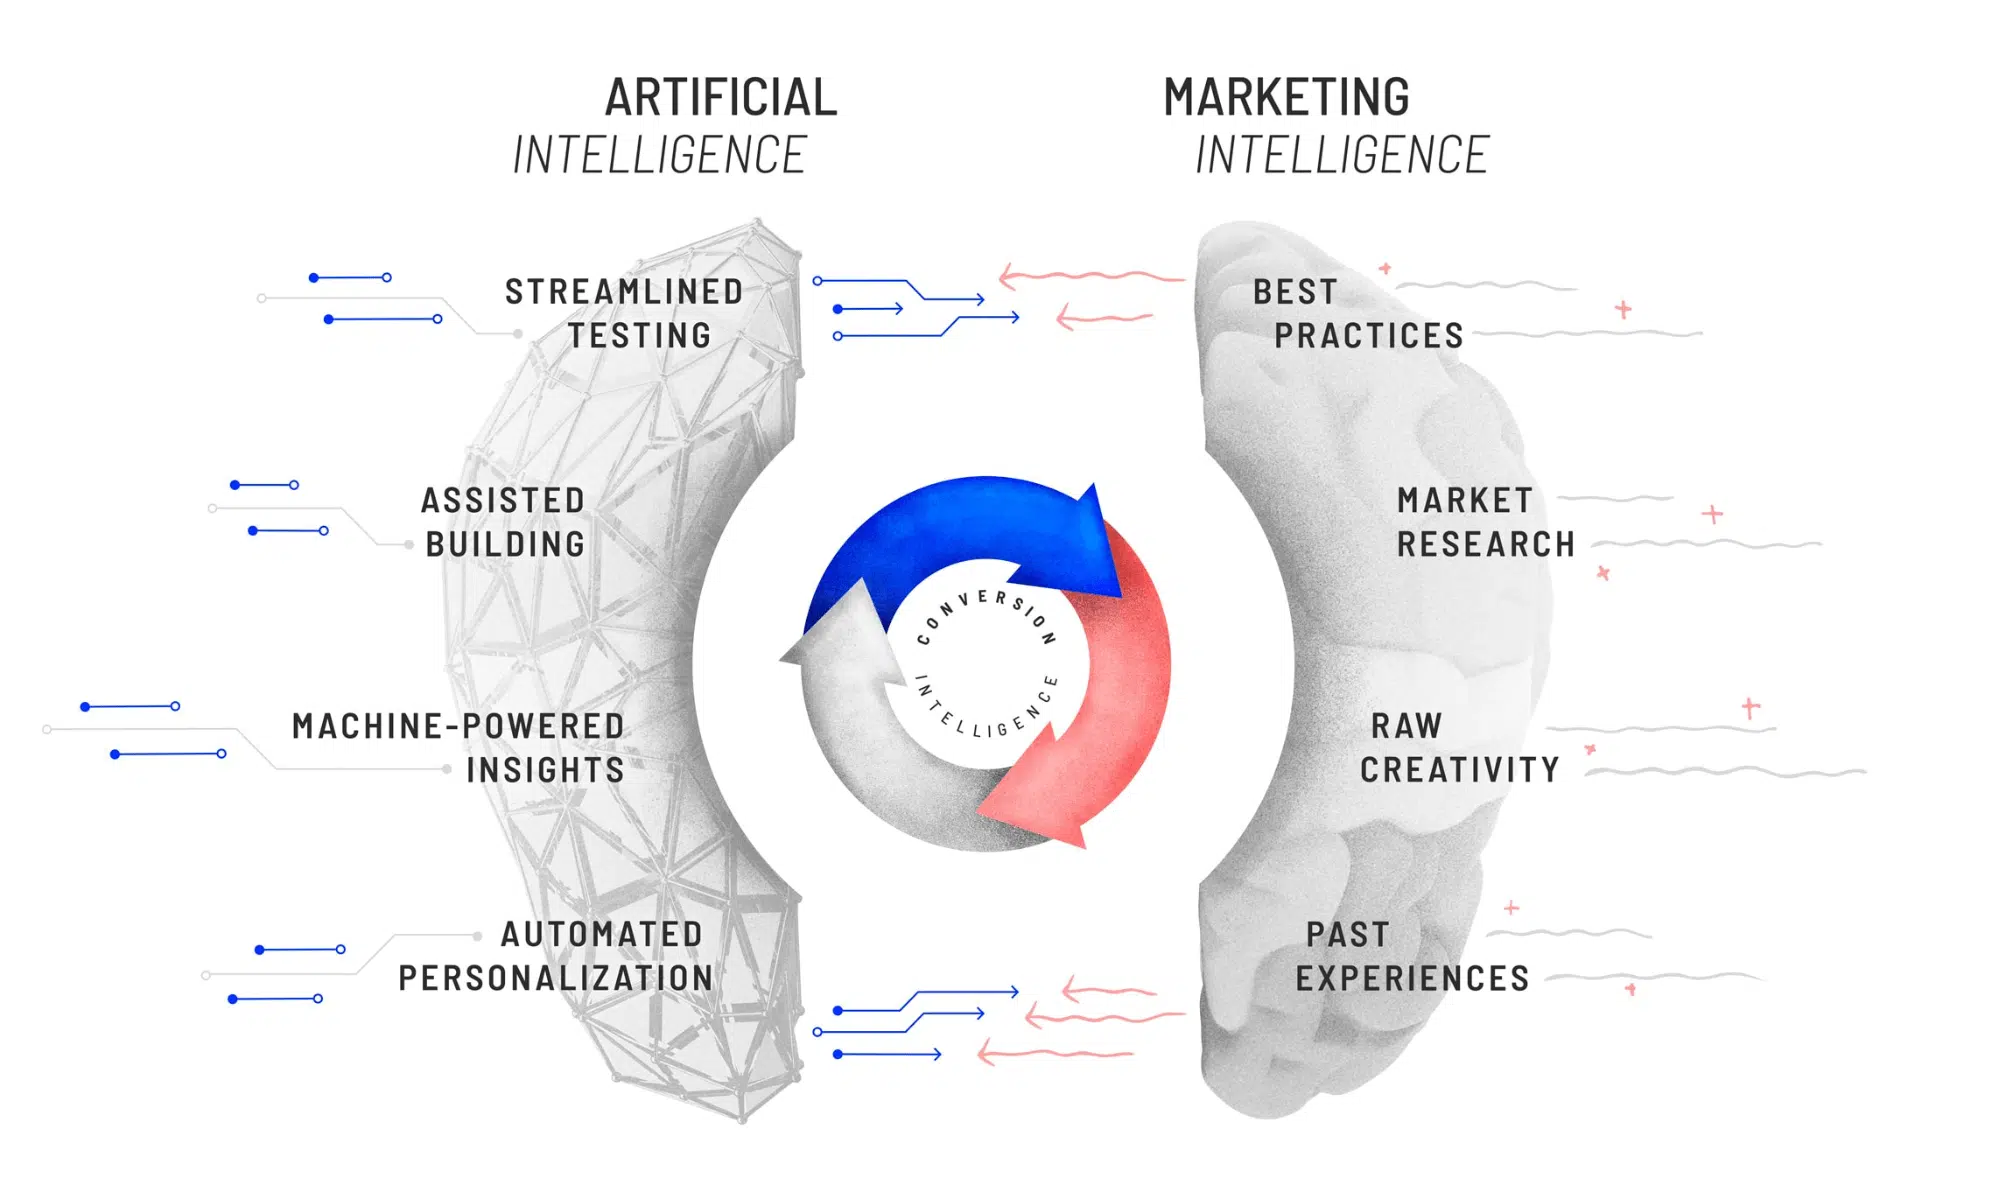 ARTIFICIAL
INTELLIGENCE
MARKETING
INTELLIGENCE
STREAMLINED
TESTING
ASSISTED
BUILDING
MACHINE-POWERED
INSIGHTS
AUTOMATED
PERSONALIZATION
CONVERSION
INTELLIGENCE
BEST
PRACTICES
MARKET
RESEARCH
RAW
CREATIVITY
PAST
EXPERIENCES